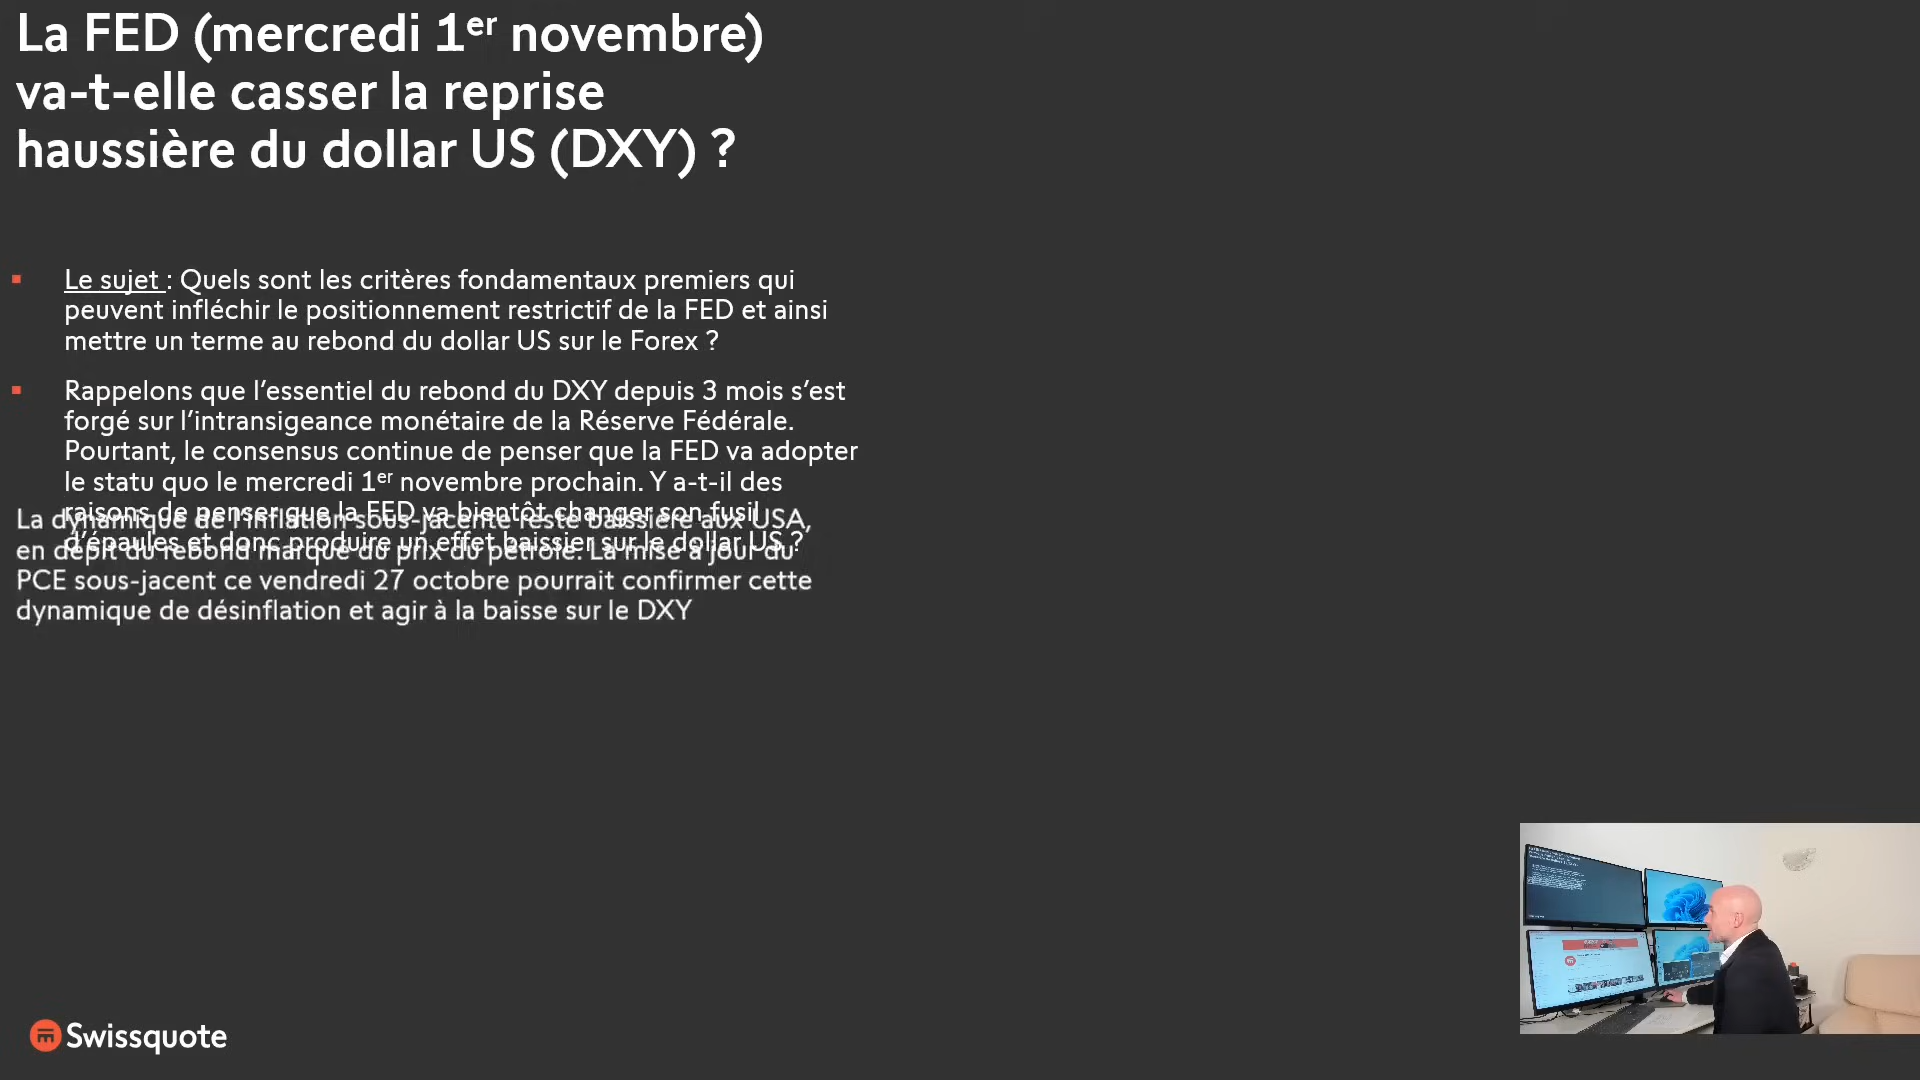 La FED (mercredi 1er novembre)
va-t-elle casser la reprise
haussière du dollar US (DXY) ?
Le sujet : Quels sont les critères fondamentaux premiers qui
peuvent infléchir le positionnement restrictif de la FED et ainsi
mettre un terme au rebond du dollar US sur le Forex ?
Rappelons que l’essentiel du rebond du DXY depuis 3 mois s’est
forgé sur l’intransigeance monétaire de la Réserve Fédérale.
Pourtant, le consensus continue de penser que la FED va adopter
le statu quo le mercredi 1er novembre prochain. Y a-t-il des
raisons de penser que la FED va bientôt changer son fusil
d’épaules et donc produire un effet baissier sur le dollar US ?
La dynamique de l’inflation sous-jacente reste baissière aux USA,
en dépit du rebond marqué du prix du pétrole. La mise à jour du
PCE sous-jacent ce vendredi 27 octobre pourrait confirmer cette
dynamique de désinflation et agir à la baisse sur le DXY
Swissquote